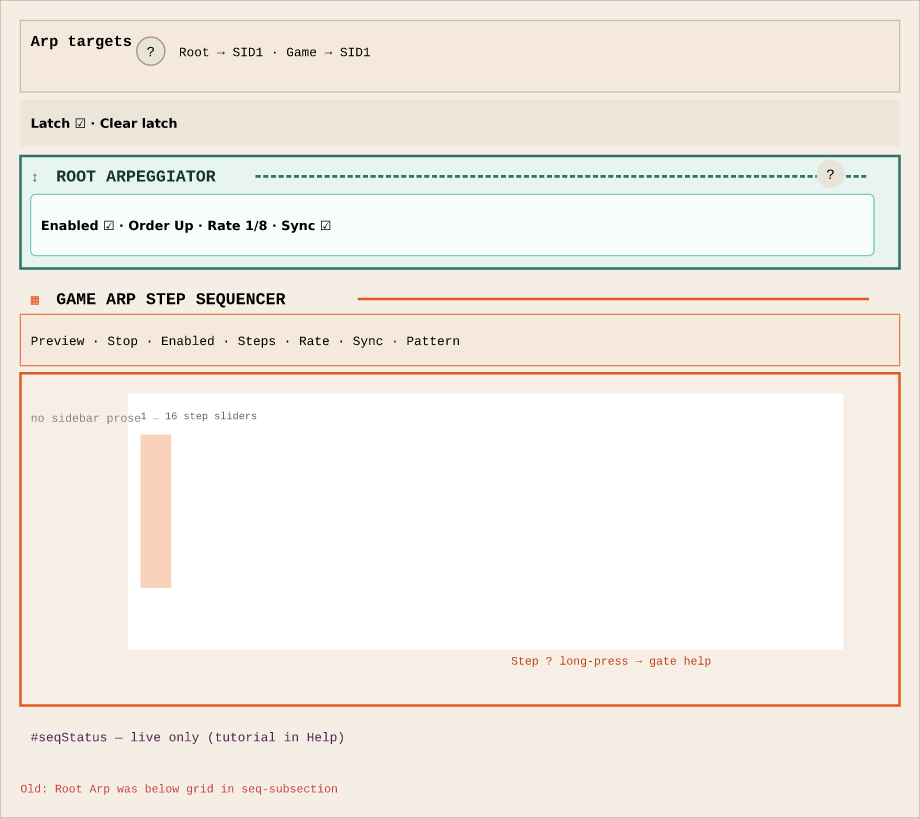 Arp targets ? Root → SID1 · Game → SID1
Latch ☑ · Clear latch
↕ ROOT ARPEGGIATOR ?
Enabled ☑ · Order Up · Rate 1/8 · Sync ☑
▦ GAME ARP STEP SEQUENCER
Preview · Stop · Enabled · Steps · Rate · Sync · Pattern
no sidebar prose
1 … 16 step sliders
Step ? long-press → gate help
#seqStatus — live only (tutorial in Help)
Old: Root Arp was below grid in seq-subsection